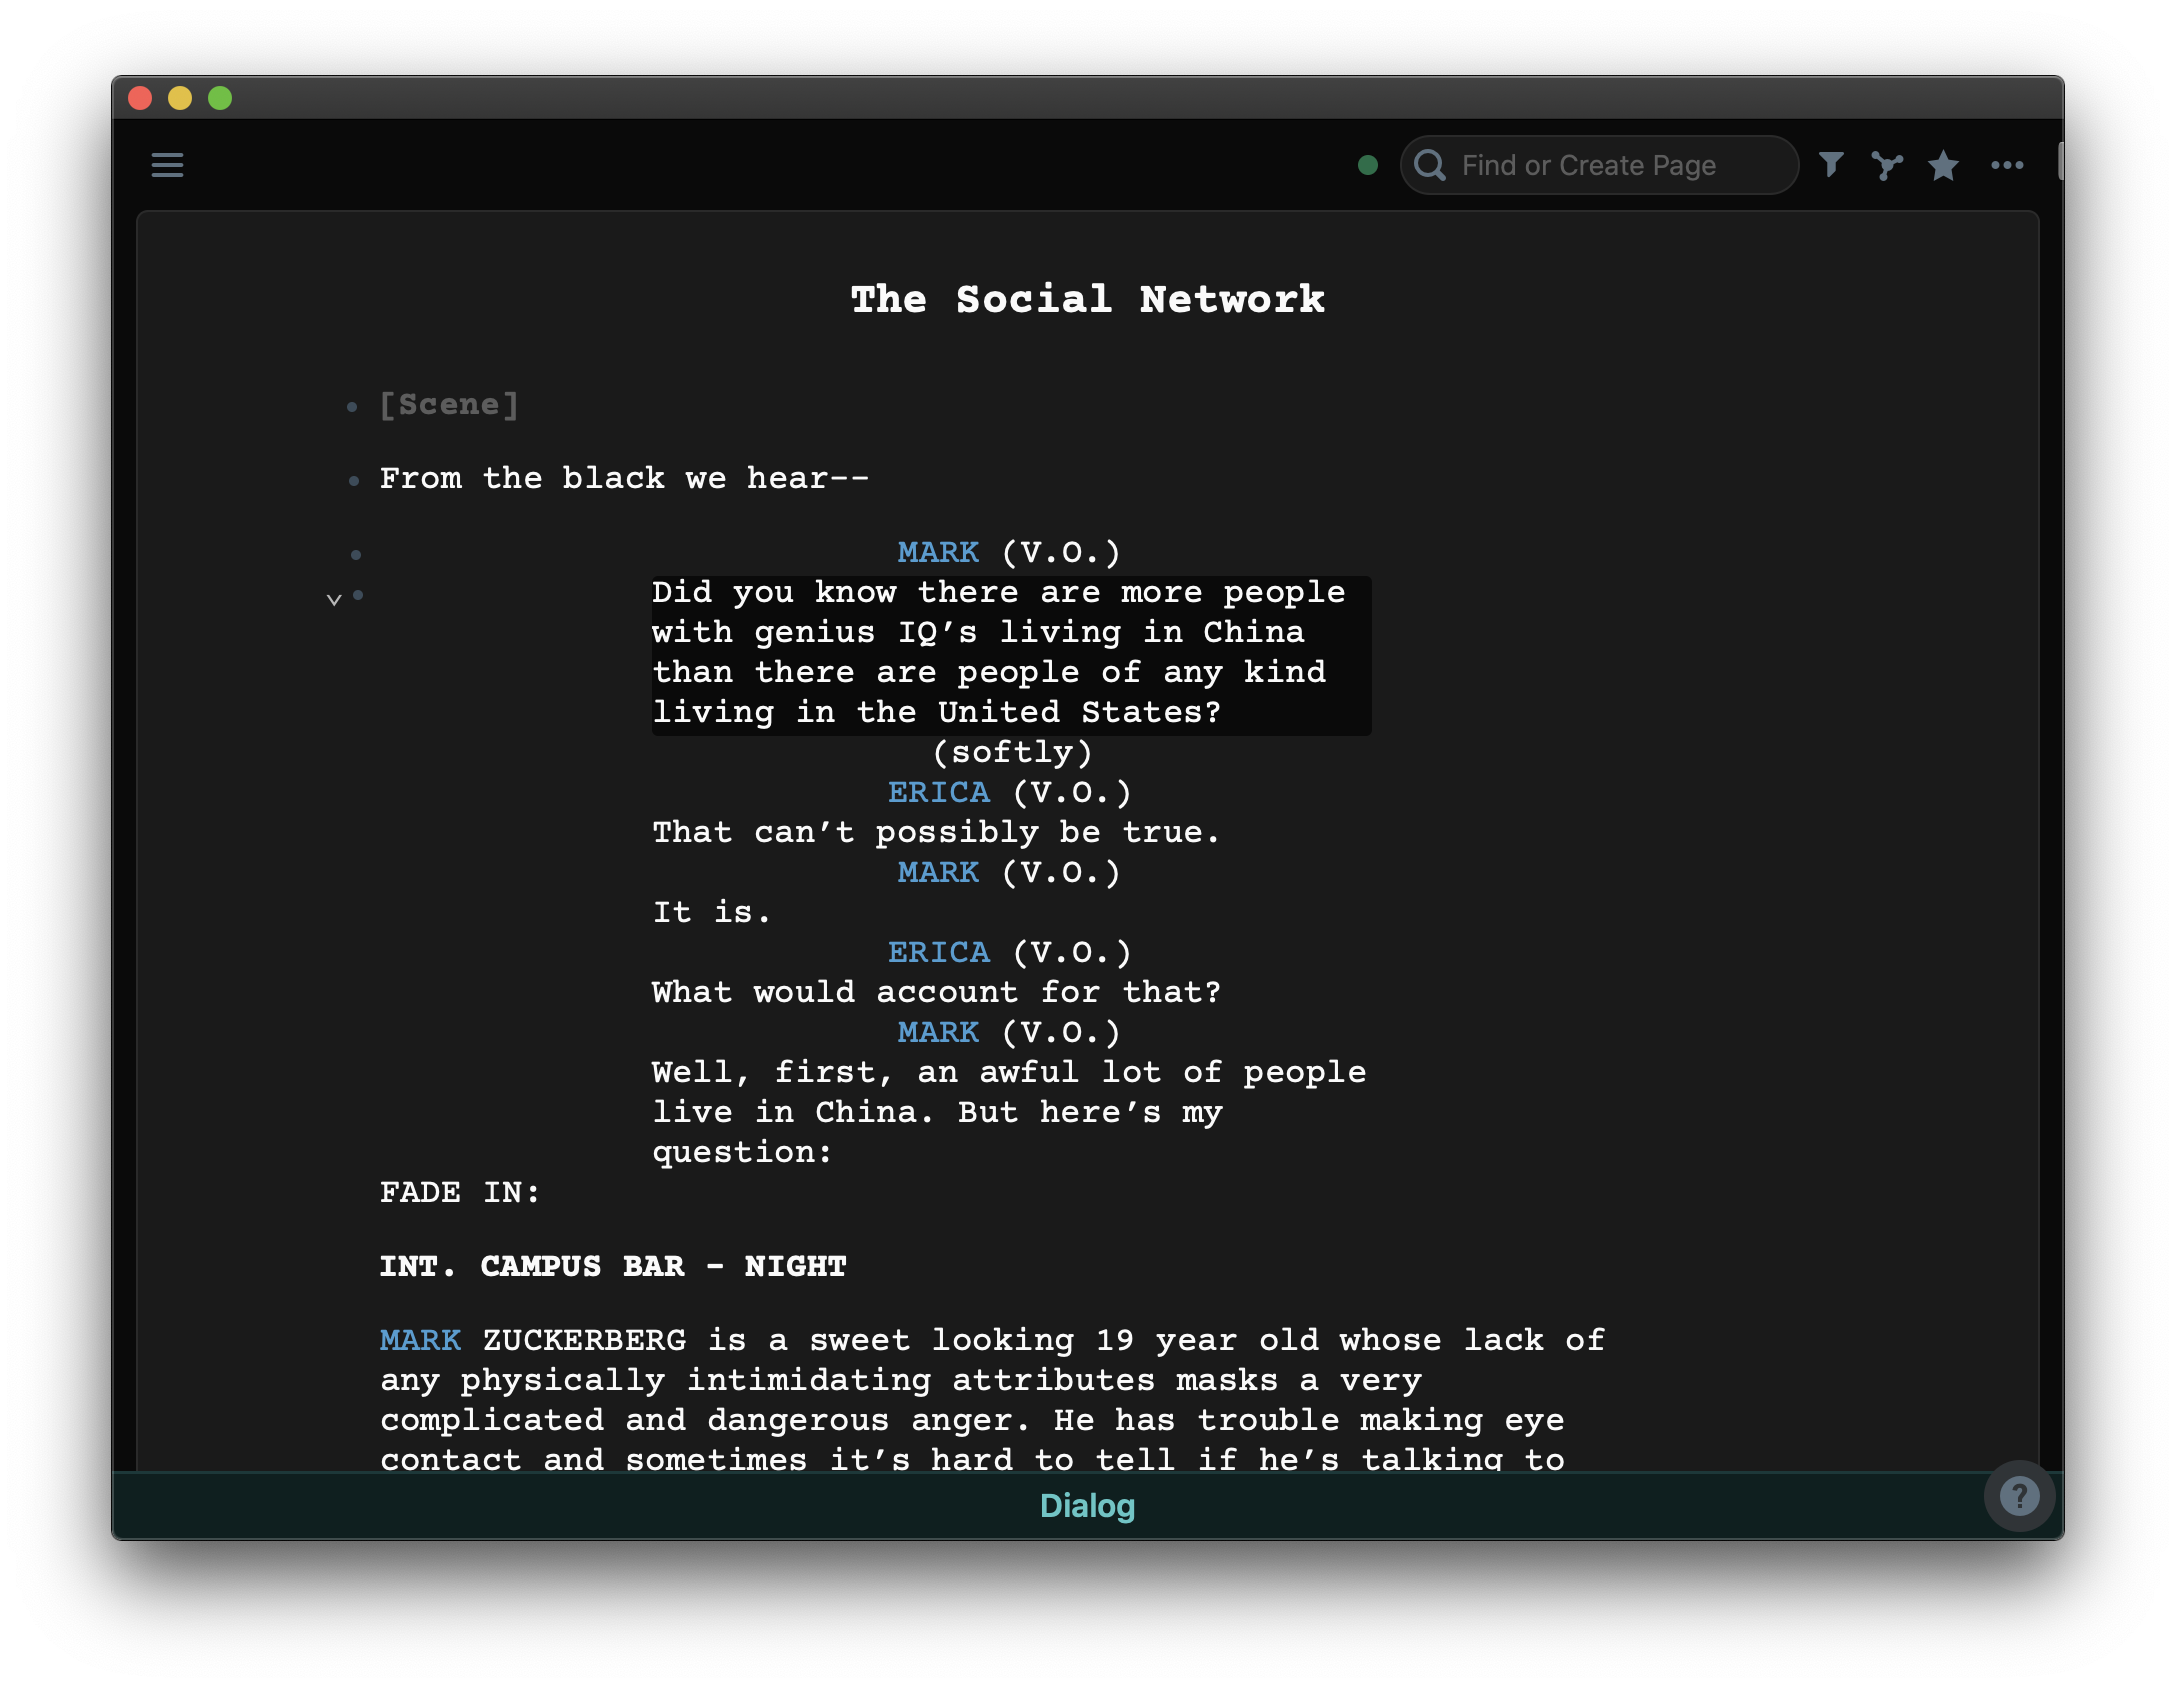 Find or Create Page
The Social Network
[Scene]
From the black we hear--
MARK (V.O.)
Did you know there are more people
with genius IQ’s living in China
than there are people of any kind
living in the United States?
(softly)
ERICA (V.O.)
That can’t possibly be true.
MARK (V.O.)
It is.
ERICA (V.O.)
What would account for that?
MARK (V.O.)
Well, first, an awful lot of people
live in China. But here’s my
question:
FADE IN:
INT. CAMPUS BAR - NIGHT
MARK ZUCKERBERG is a sweet looking 19 year old whose lack of
any physically intimidating attributes masks a very
complicated and dangerous anger. He has trouble making eye
contact and sometimes it’s hard to tell if he’s talking to
Dialog
?